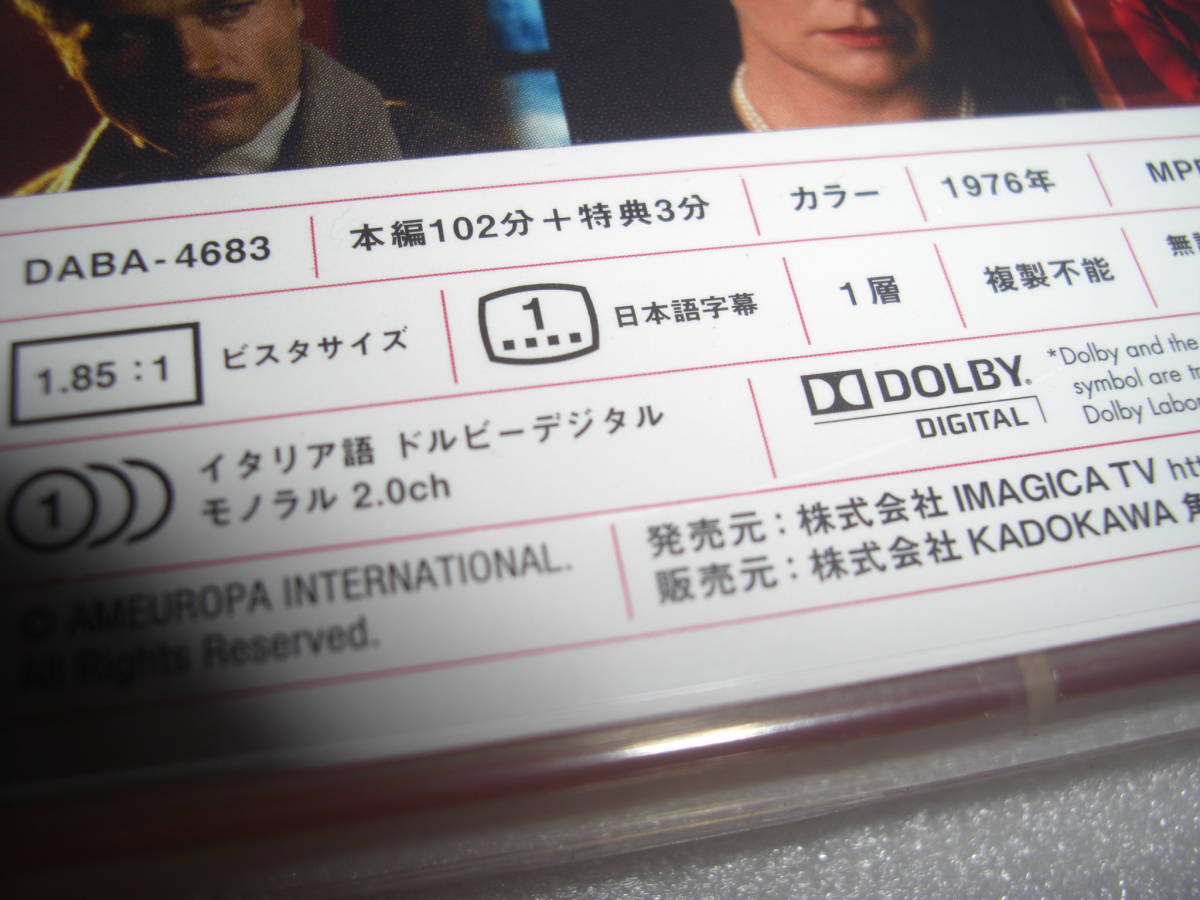 DABA-4683 本編102分+特典3分 カラー 1976年
1.85:1 ビスタサイズ 1 日本語字幕 1層 複製不能
1 イタリア語 ドルビーデジタル
モノラル 2.0ch
DOLBY
DIGITAL
*Dolby and the
symbol are
Dolby
© AMEUROPA INTERNATIONAL.
All Rights Reserved.
発売元：株式会社 IMAGICA TV
販売元：株式会社 KADOKAWA